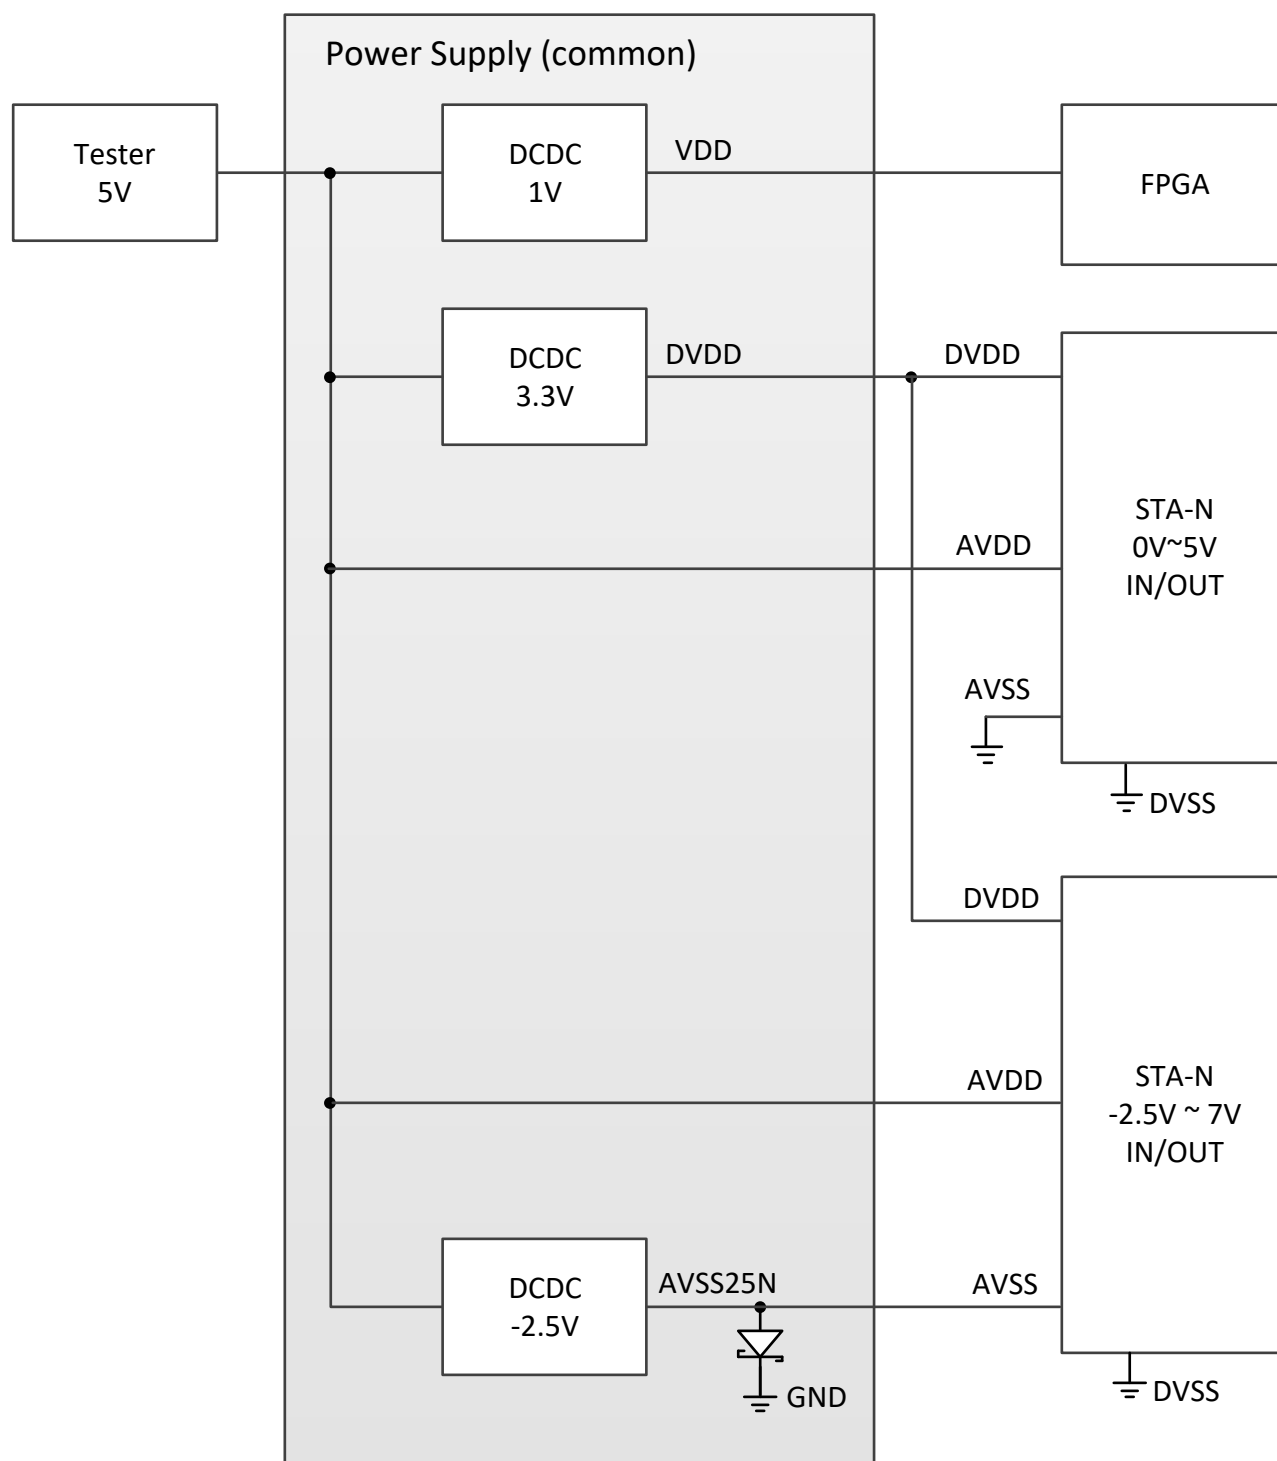 Power Supply (common)
Tester
5V
DCDC
1V
VDD
FPGA
DCDC
3.3V
DVDD
DVDD
STA-N
0V~5V
IN/OUT
AVDD
AVSS
DVSS
DVDD
AVDD
STA-N
-2.5V ~ 7V
IN/OUT
DCDC
-2.5V
AVSS25N
AVSS
GND
DVSS